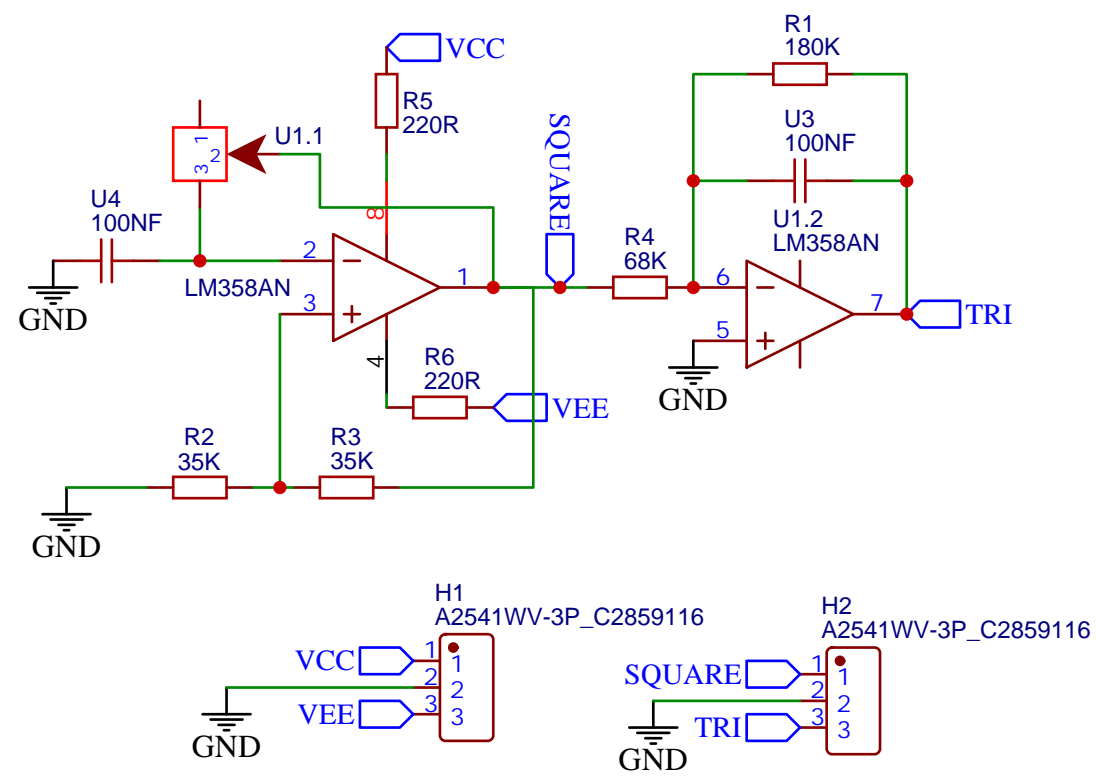 R1
180K
VCC
R5
220R
SQUARE
U3
100NF
1
2
3
U1.1
U4
100NF
8
U1.2
LM358AN
R4
68K
2
LM358AN
1
3
6
7
5
TRI
GND
4
R6
220R
VEE
GND
R2
35K
R3
35K
GND
H1
A2541WV-3P_C2859116
VCC
1
1
2
2
VEE
3
3
GND
H2
A2541WV-3P_C2859116
SQUARE
1
1
2
2
TRI
3
3
GND